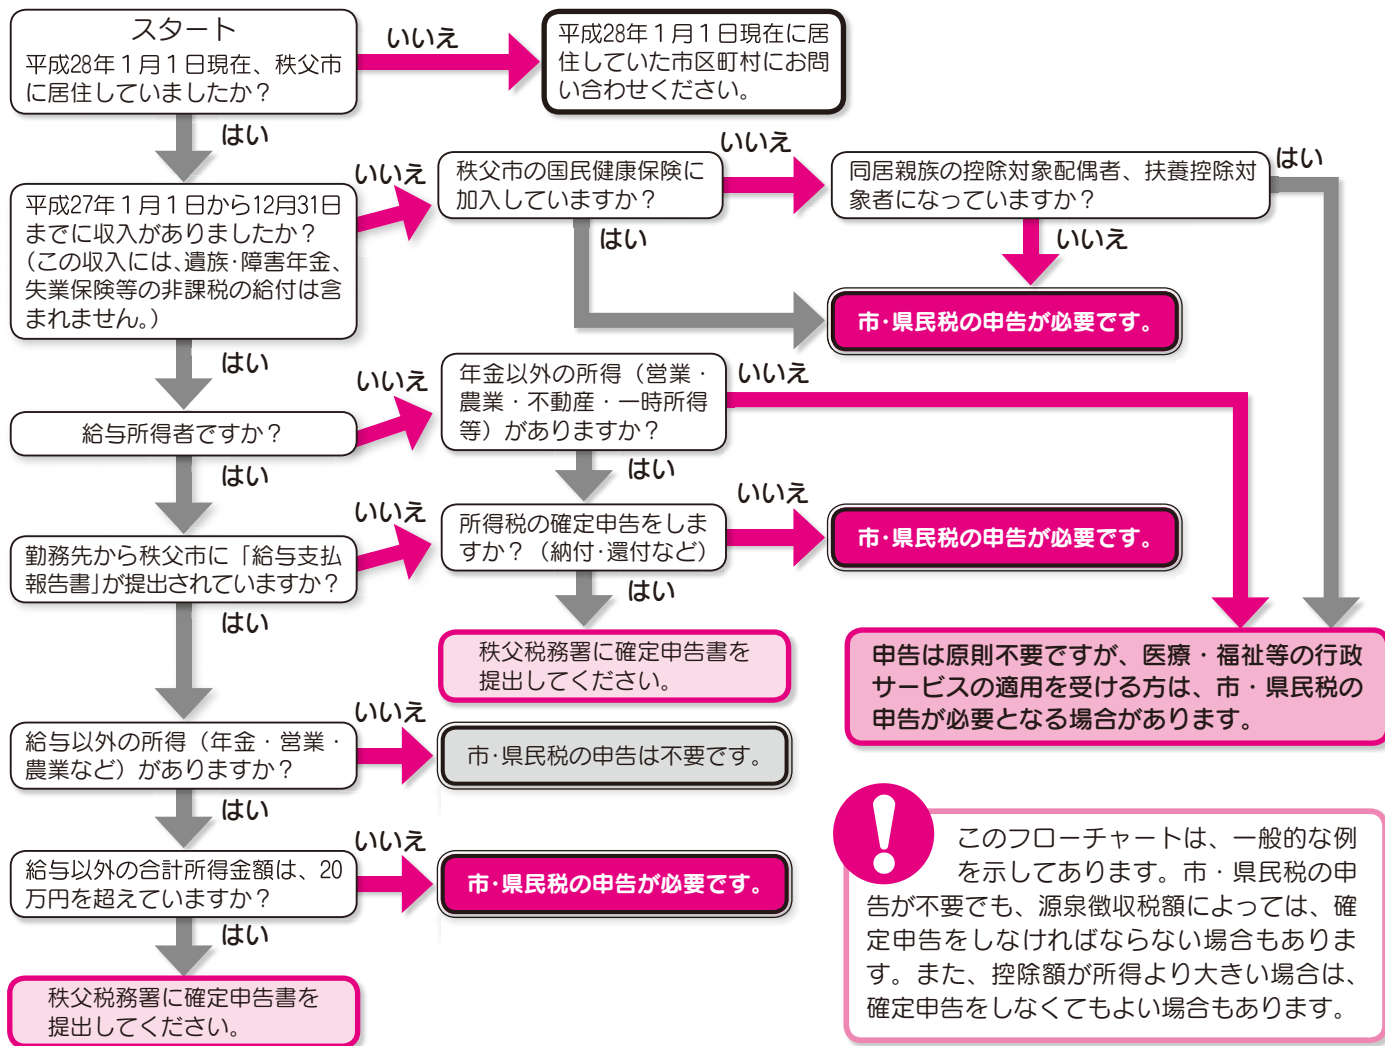 スタート
平成28年１月１日現在、秩父市
に居住していましたか？
いいえ
平成28年１月１日現在に居
住していた市区町村にお問
い合わせください。
はい
平成27年１月１日から12月31日
までに収入がありましたか？
（この収入には、遺族･障害年金、
失業保険等の非課税の給付は含
まれません。）
いいえ
秩父市の国民健康保険に
加入していますか？
いいえ
同居親族の控除対象配偶者、扶養控除対
象者になっていますか？
はい
はい
いいえ
市･県民税の申告が必要です。
はい
給与所得者ですか？
いいえ
年金以外の所得（営業・
農業・不動産・一時所得
等）がありますか？
いいえ
はい
はい
勤務先から秩父市に「給与支払
報告書」が提出されていますか？
いいえ
所得税の確定申告をしま
すか？（納付･還付など）
いいえ
市･県民税の申告が必要です。
はい
はい
秩父税務署に確定申告書を
提出してください。
申告は原則不要ですが、医療・福祉等の行政
サービスの適用を受ける方は、市・県民税の
申告が必要となる場合があります。
給与以外の所得（年金・営業・
農業など）がありますか？
いいえ
市･県民税の申告は不要です。
はい
給与以外の合計所得金額は、20
万円を超えていますか？
いいえ
市･県民税の申告が必要です。
はい
秩父税務署に確定申告書を
提出してください。
!
このフローチャートは、一般的な例
を示してあります。市・県民税の申
告が不要でも、源泉徴収税額によっては、確
定申告をしなければならない場合もありま
す。また、控除額が所得より大きい場合は、
確定申告をしなくてもよい場合もあります。